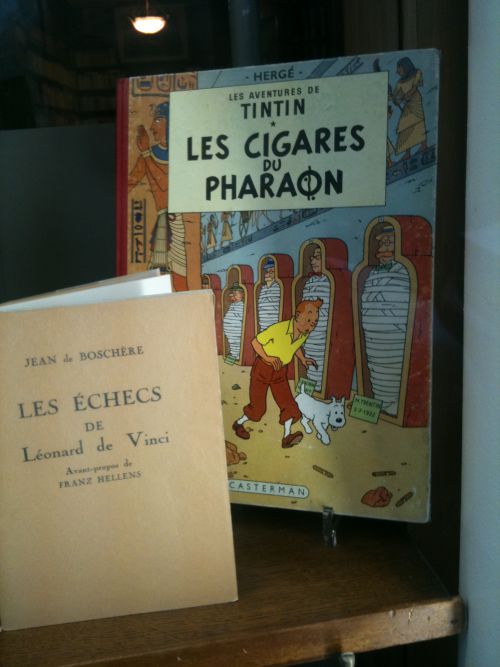 HERGÉ
LES AVENTURES DE
TINTIN
LES CIGARES
DU
PHARAON
CASTERMAN
JEAN de BOSCHÈRE
LES ÉCHECS
DE
Léonard de Vinci
Avant-propos de
FRANZ HELLENS